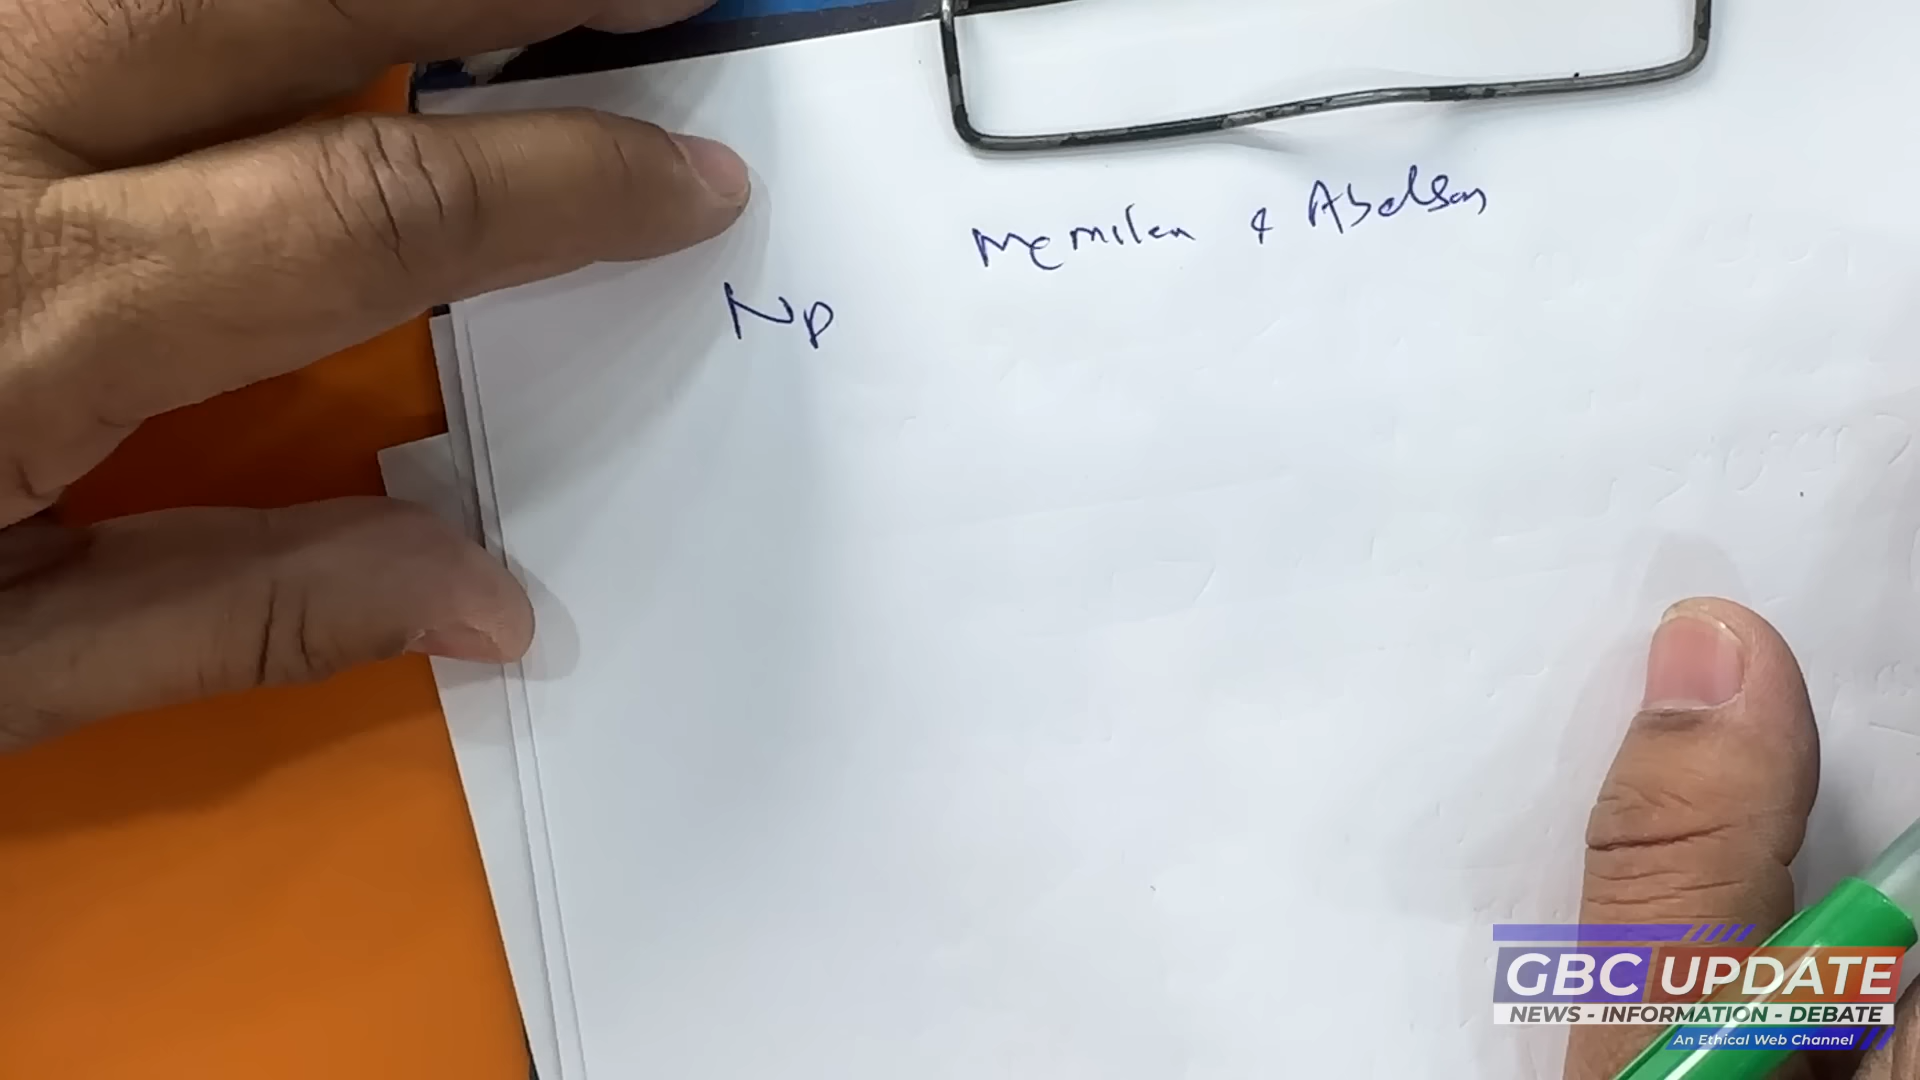 McMilen & Abelson
Np
GBC UPDATE
NEWS - INFORMATION - DEBATE
An Ethical Web Channel